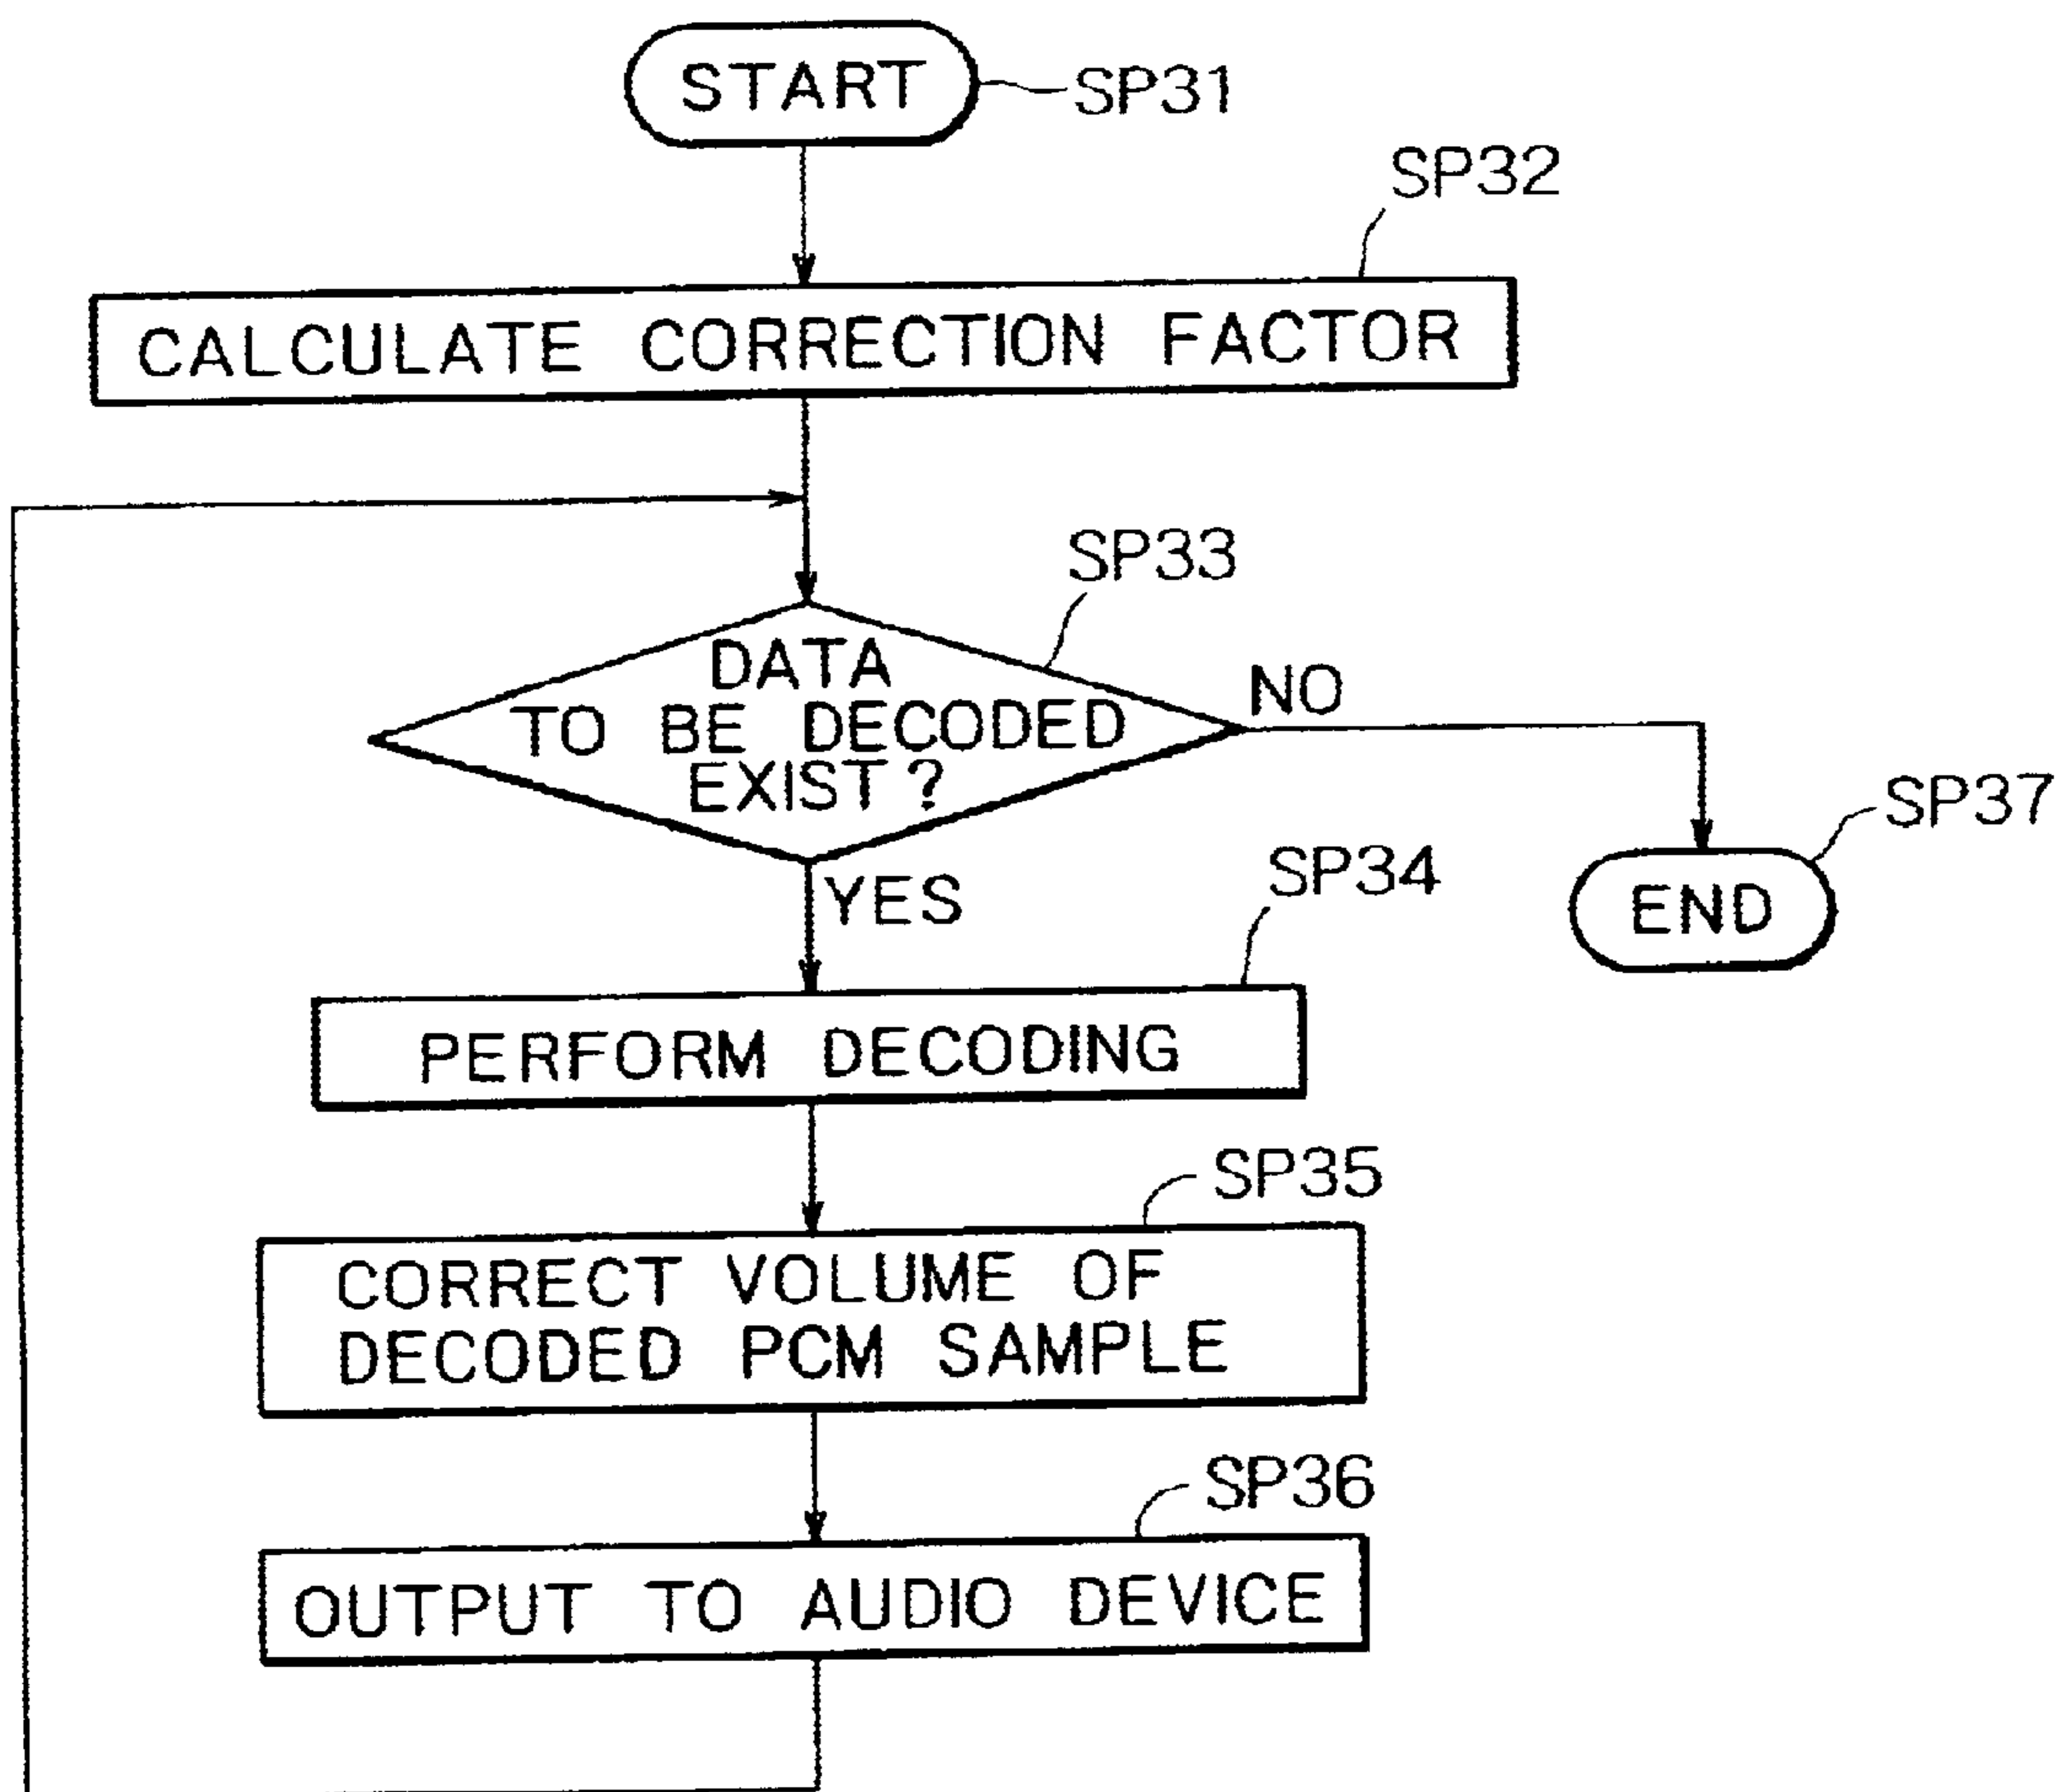 START
SP31
SP32
CALCULATE CORRECTION FACTOR
SP33
DATA
TO BE DECODED
EXIST?
NO
YES
SP37
END
SP34
PERFORM DECODING
SP35
CORRECT VOLUME OF
DECODED PCM SAMPLE
SP36
OUTPUT TO AUDIO DEVICE